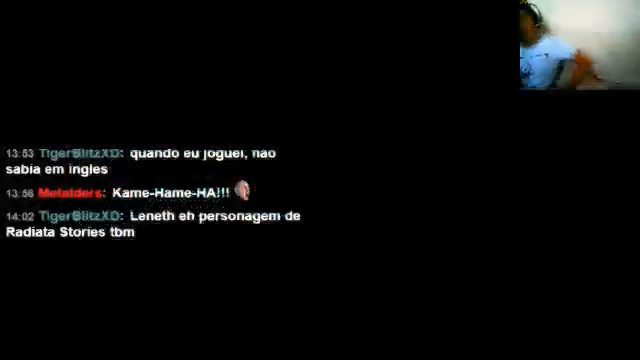 13:53 TigerBlitzXD: quando eu joguei, não
sabia em ingles
13:56 Metalders: Kame-Hame-HA!!!
14:02 TigerBlitzXD: Leneth eh personagem de
Radiata Stories tbm